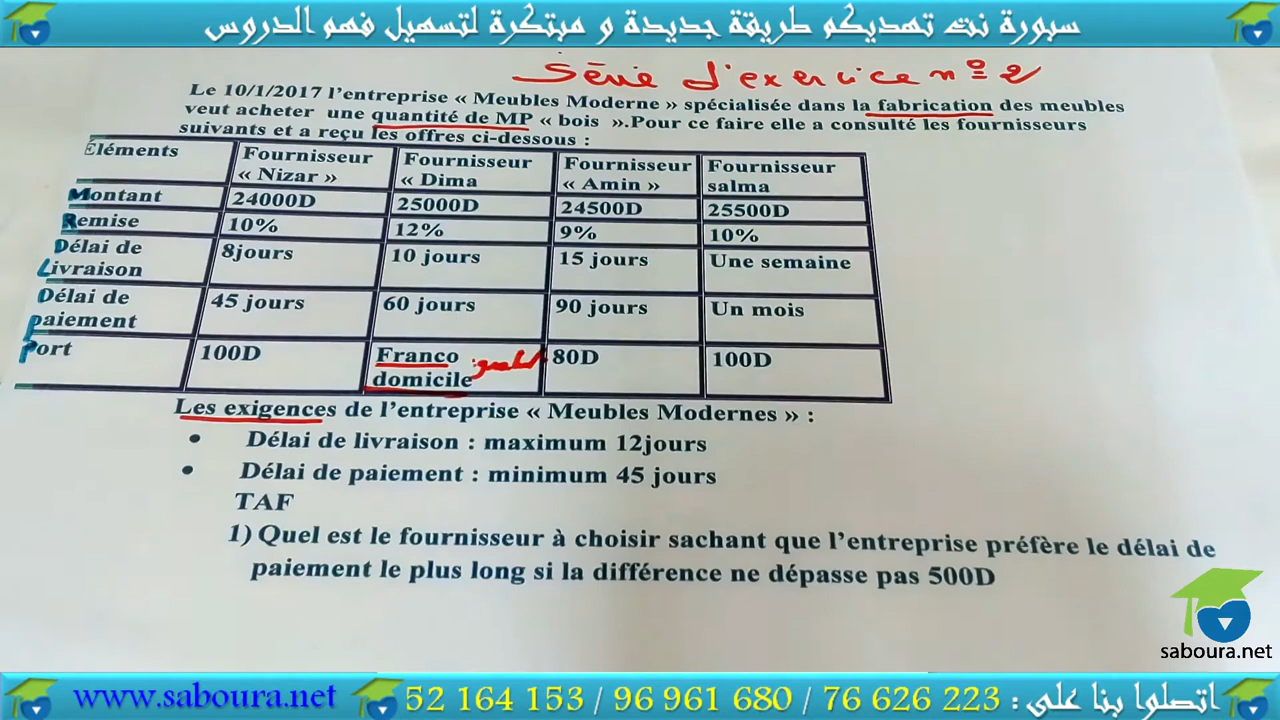 سبورة نت تهديكم طريقة جديدة و مبتكرة لتسهيل فهم الدروس
Série d'exercice n° 2
Le 10/1/2017 l'entreprise « Meubles Moderne » spécialisée dans la fabrication des meubles
veut acheter une quantité de MP « bois ».Pour ce faire elle a consulté les fournisseurs
suivants et a reçu les offres ci-dessous :
Eléments | Fournisseur « Nizar » | Fournisseur « Dima | Fournisseur « Amin » | Fournisseur salma
Montant | 24000D | 25000D | 24500D | 25500D
Remise | 10% | 12% | 9% | 10%
Délai de Livraison | 8jours | 10 jours | 15 jours | Une semaine
Délai de paiement | 45 jours | 60 jours | 90 jours | Un mois
Port | 100D | Franco domicile | 80D | 100D
Les exigences de l'entreprise « Meubles Modernes » :
• Délai de livraison : maximum 12jours
• Délai de paiement : minimum 45 jours
TAF
1) Quel est le fournisseur à choisir sachant que l'entreprise préfère le délai de
paiement le plus long si la différence ne dépasse pas 500D
saboura.net
www.saboura.net
اتصلوا بنا على : 52 164 153 / 96 961 680 / 76 626 223